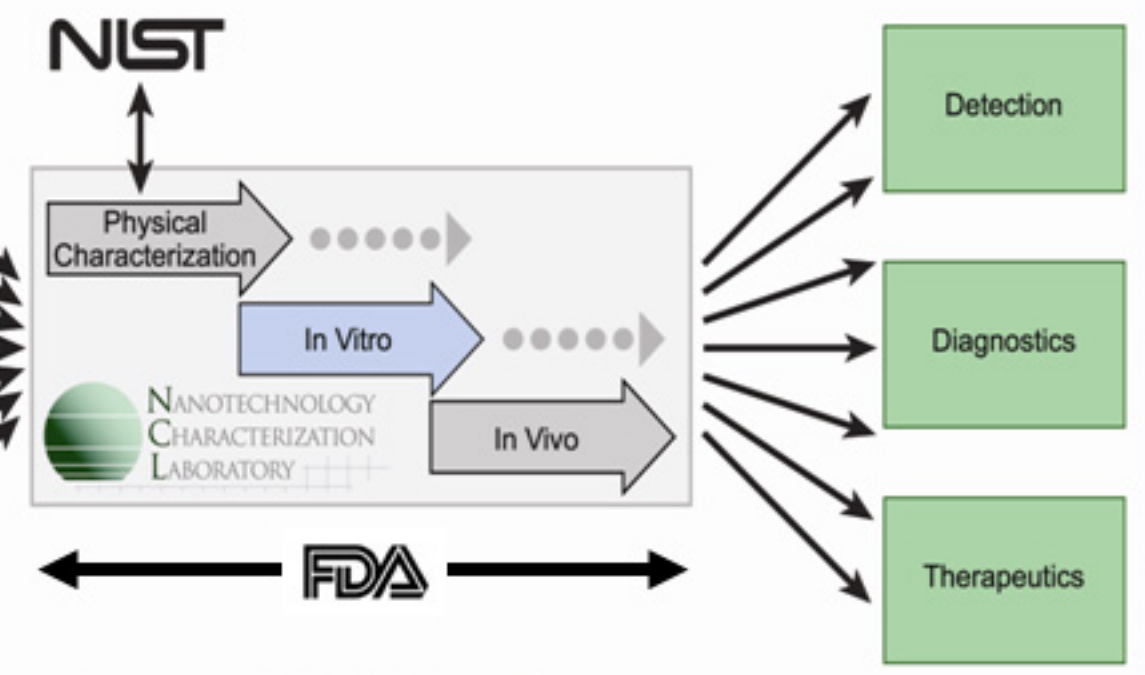 NIST
Physical
Characterization
In Vitro
In Vivo
NANOTECHNOLOGY
CHARACTERIZATION
LABORATORY
FDA
Detection
Diagnostics
Therapeutics